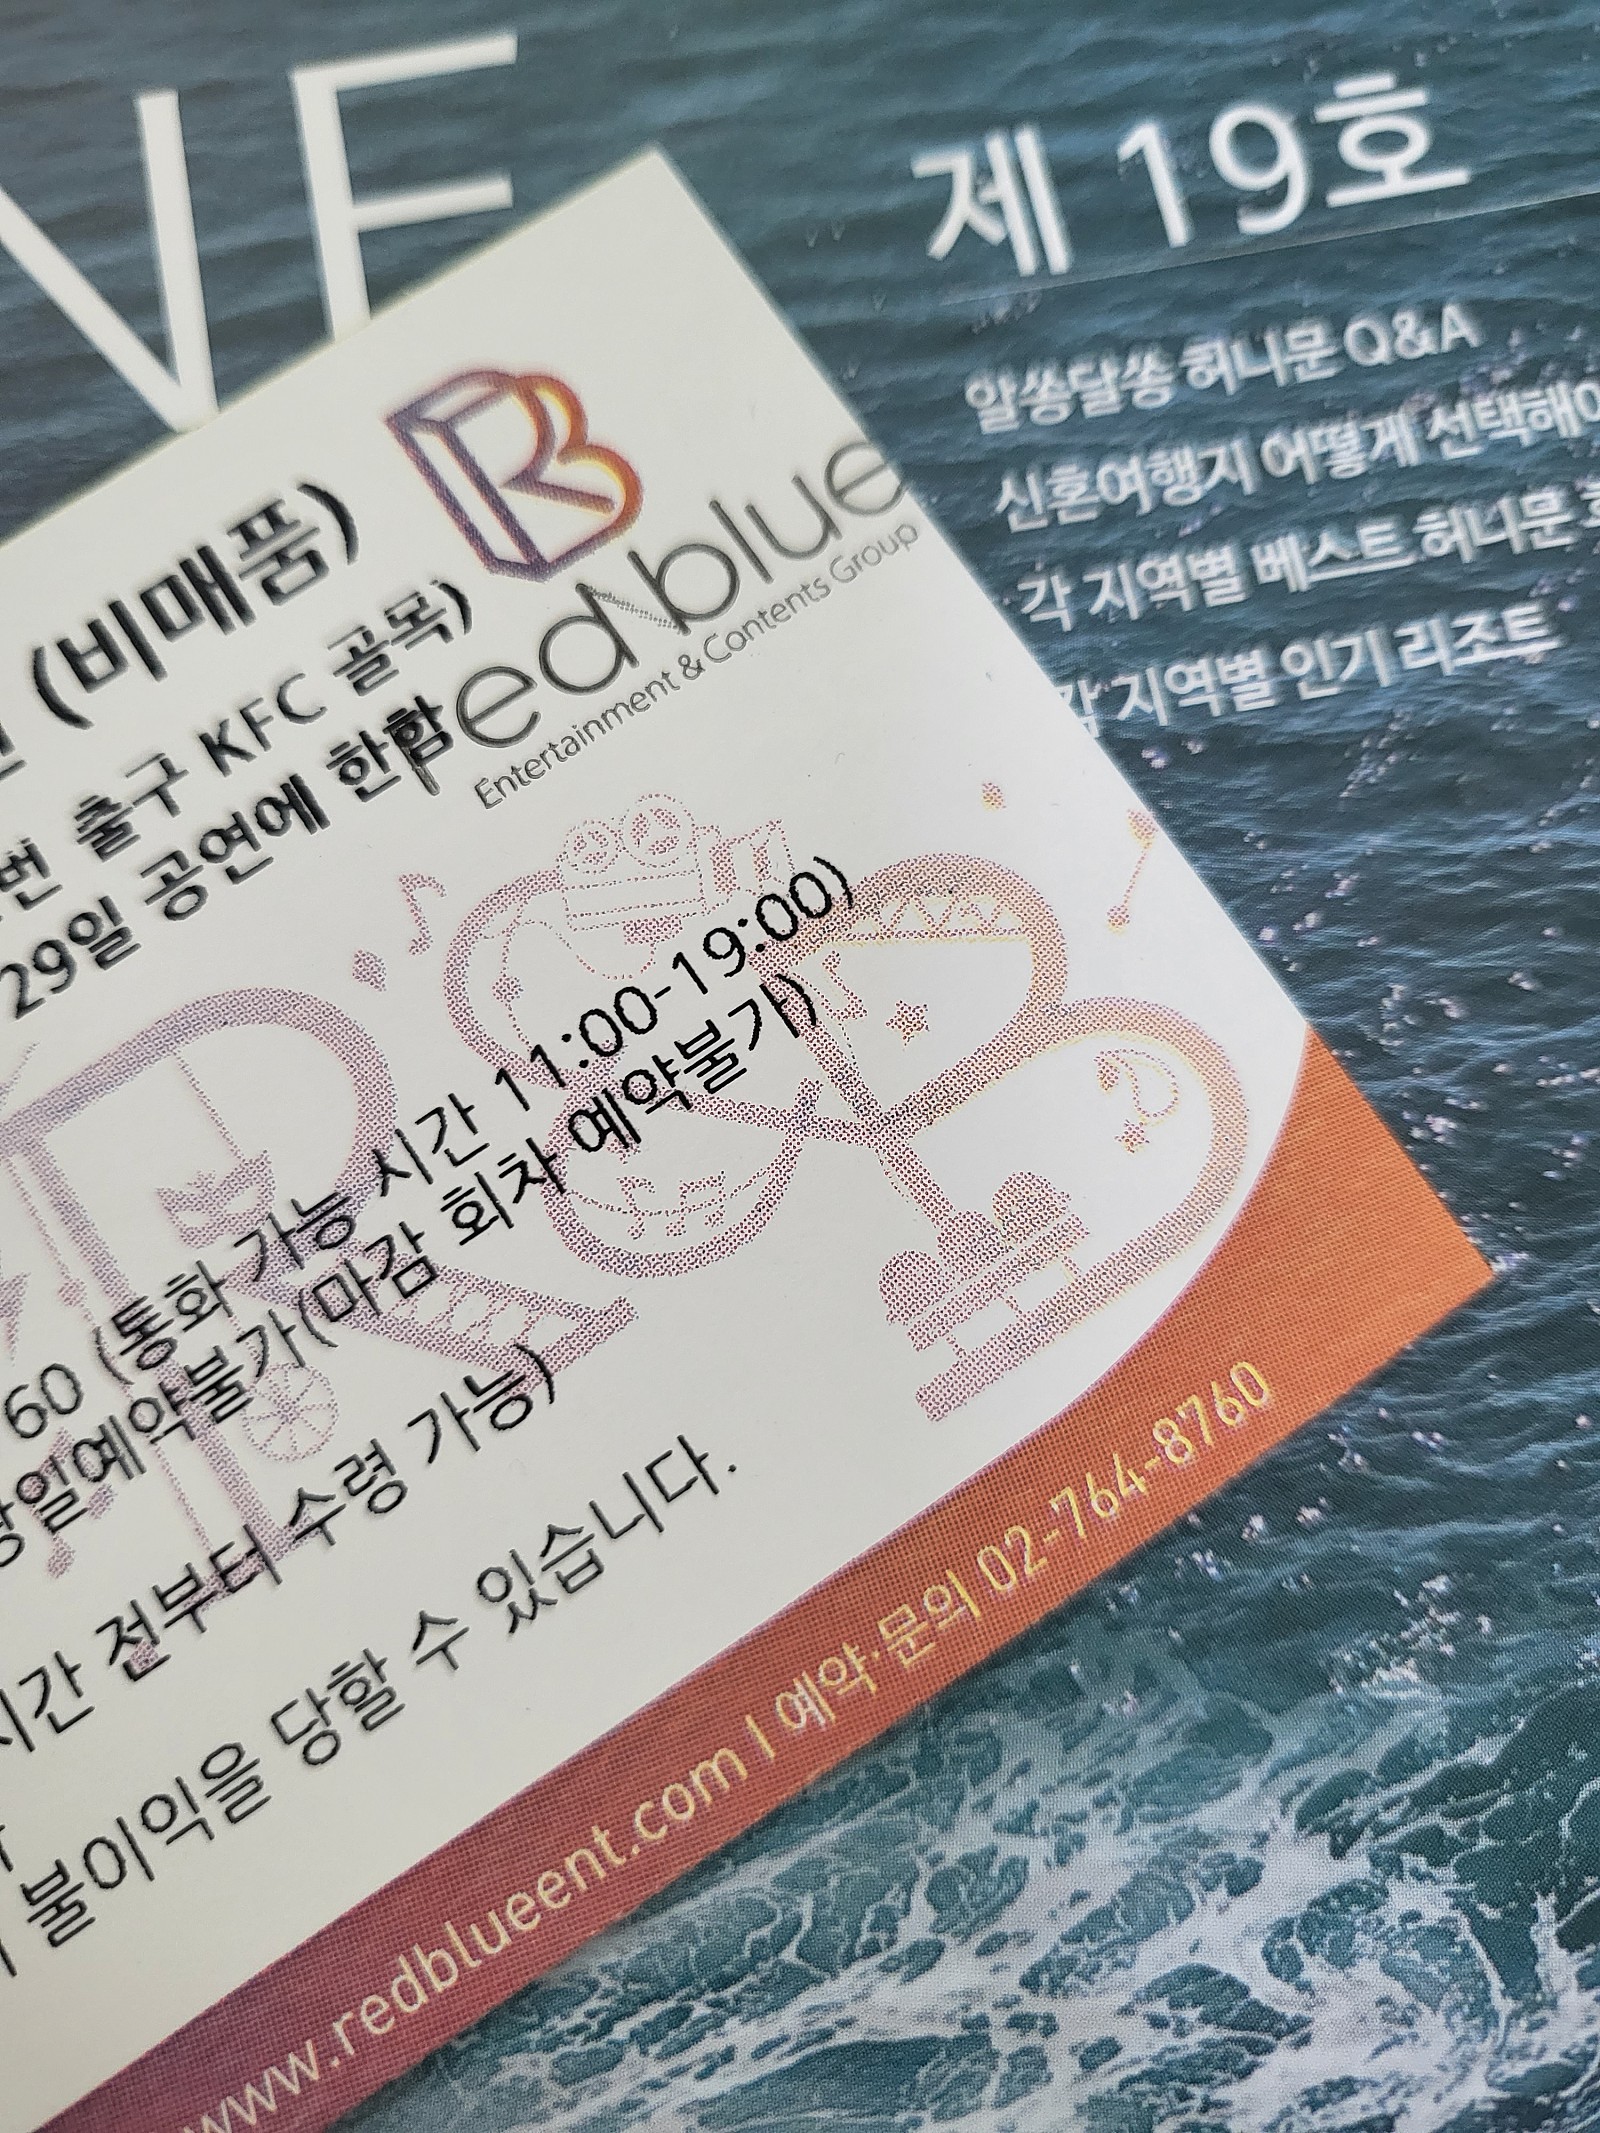 VE
제 19호
알쏭달쏭 허니문 Q&A
신혼여행지 어떻게 선택해야
각 지역별 베스트 허니문
각 지역별 인기 리조트
(비매품)
번 출구 KFC 골목)
29일 공연에 한함
red blue
Entertainment & Contents Group
60 (통화 가능 시간 11:00-19:00)
당일예약불가(마감 회차 예약불가)
시간 전부터 수령 가능)
불이익을 당할 수 있습니다.
www.redblueent.com I 예약·문의 02-764-8760